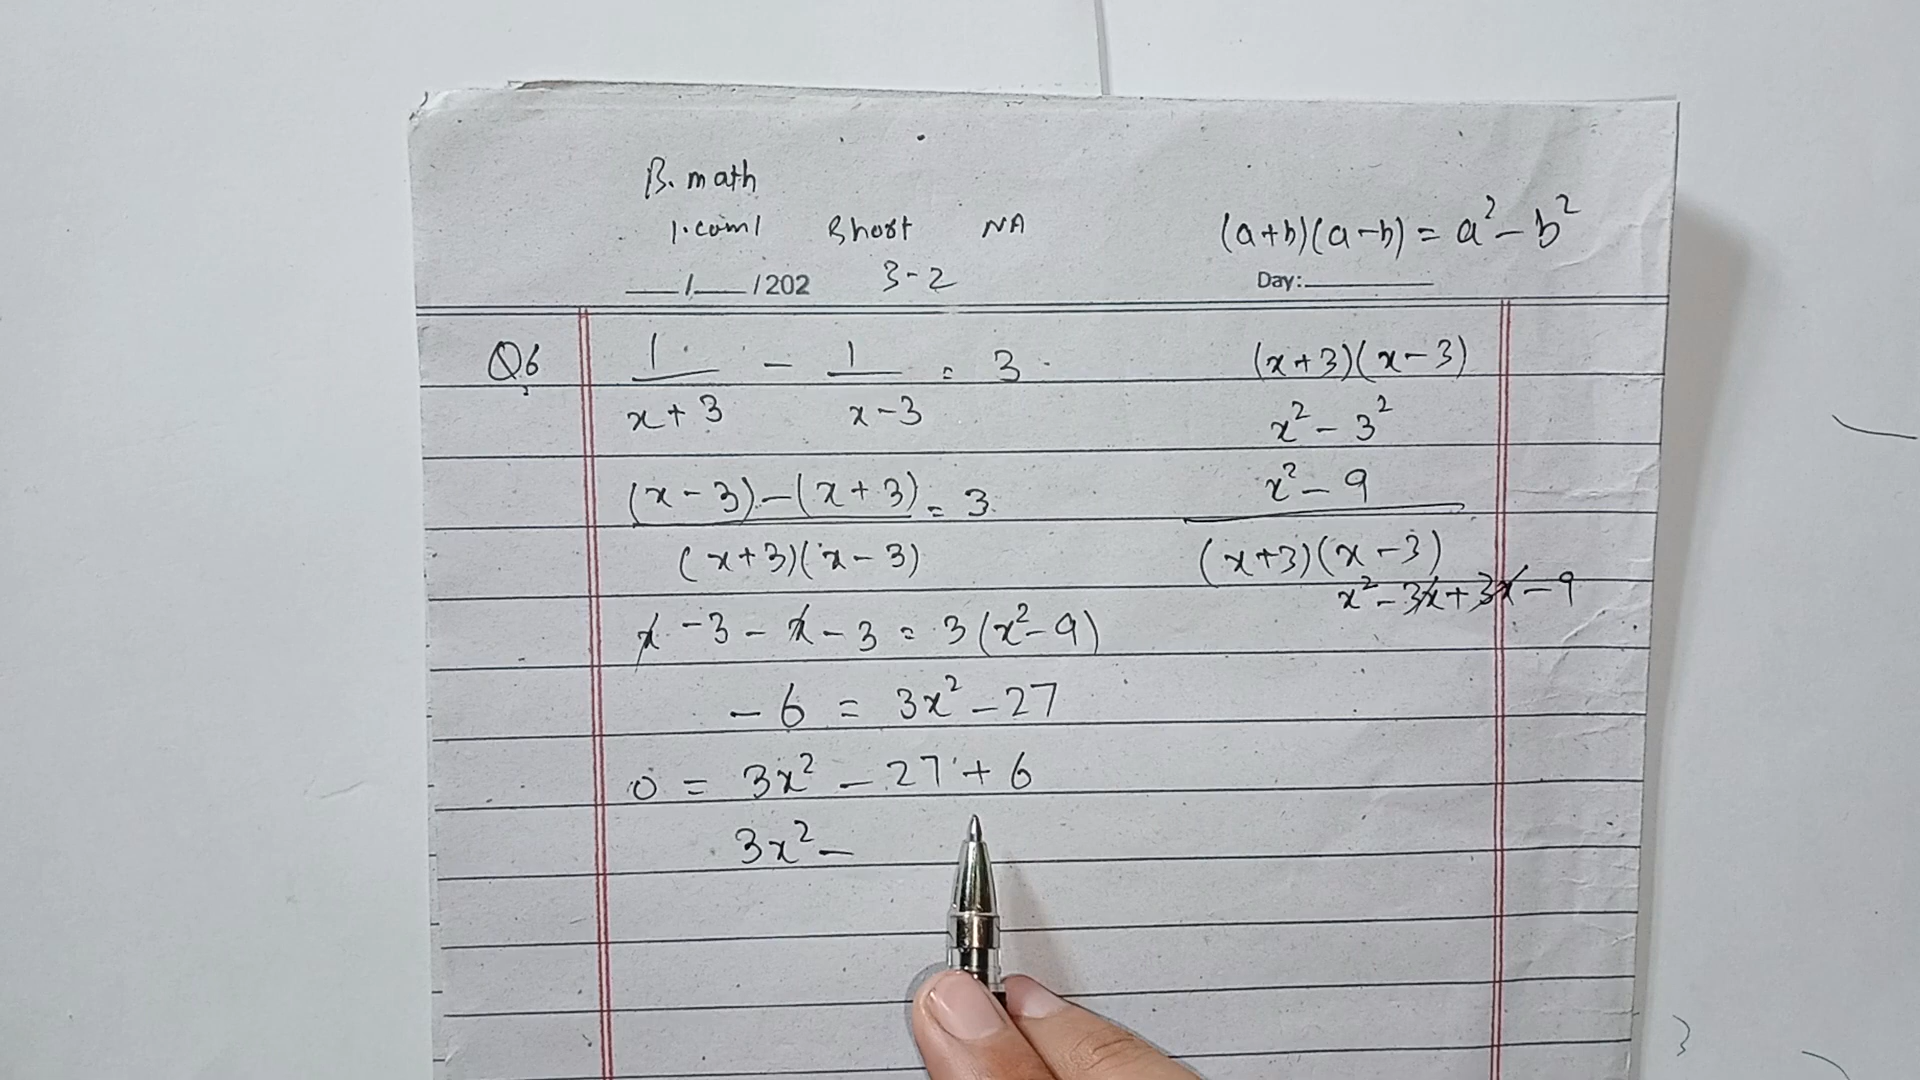 B. math
1.com1 Short NA
(a+b)(a-b) = a² - b²
__/__/202 3-2
Day:
Q6 1/(x+3) - 1/(x-3) = 3
((x-3)-(x+3))/((x+3)(x-3)) = 3
x - 3 - x - 3 = 3(x²-9)
-6 = 3x² - 27
0 = 3x² - 27 + 6
3x² -
(x+3)(x-3)
x² - 3²
x² - 9
(x+3)(x-3)
x² - 3x + 3x - 9